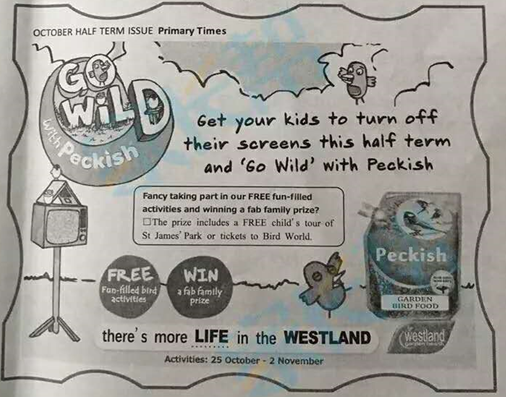 OCTOBER HALF TERM ISSUE Primary Times
GO
WiLD
with Peckish
Get your kids to turn off
their screens this half term
and 'Go Wild' with Peckish
Fancy taking part in our FREE fun-filled
activities and winning a fab family prize?
☐The prize includes a FREE child's tour of
St James' Park or tickets to Bird World.
Peckish
GARDEN
BIRD FOOD
FREE
Fun-filled bird
activities
WIN
a fab family
prize
there's more LIFE in the WESTLAND
westland
Activities: 25 October - 2 November